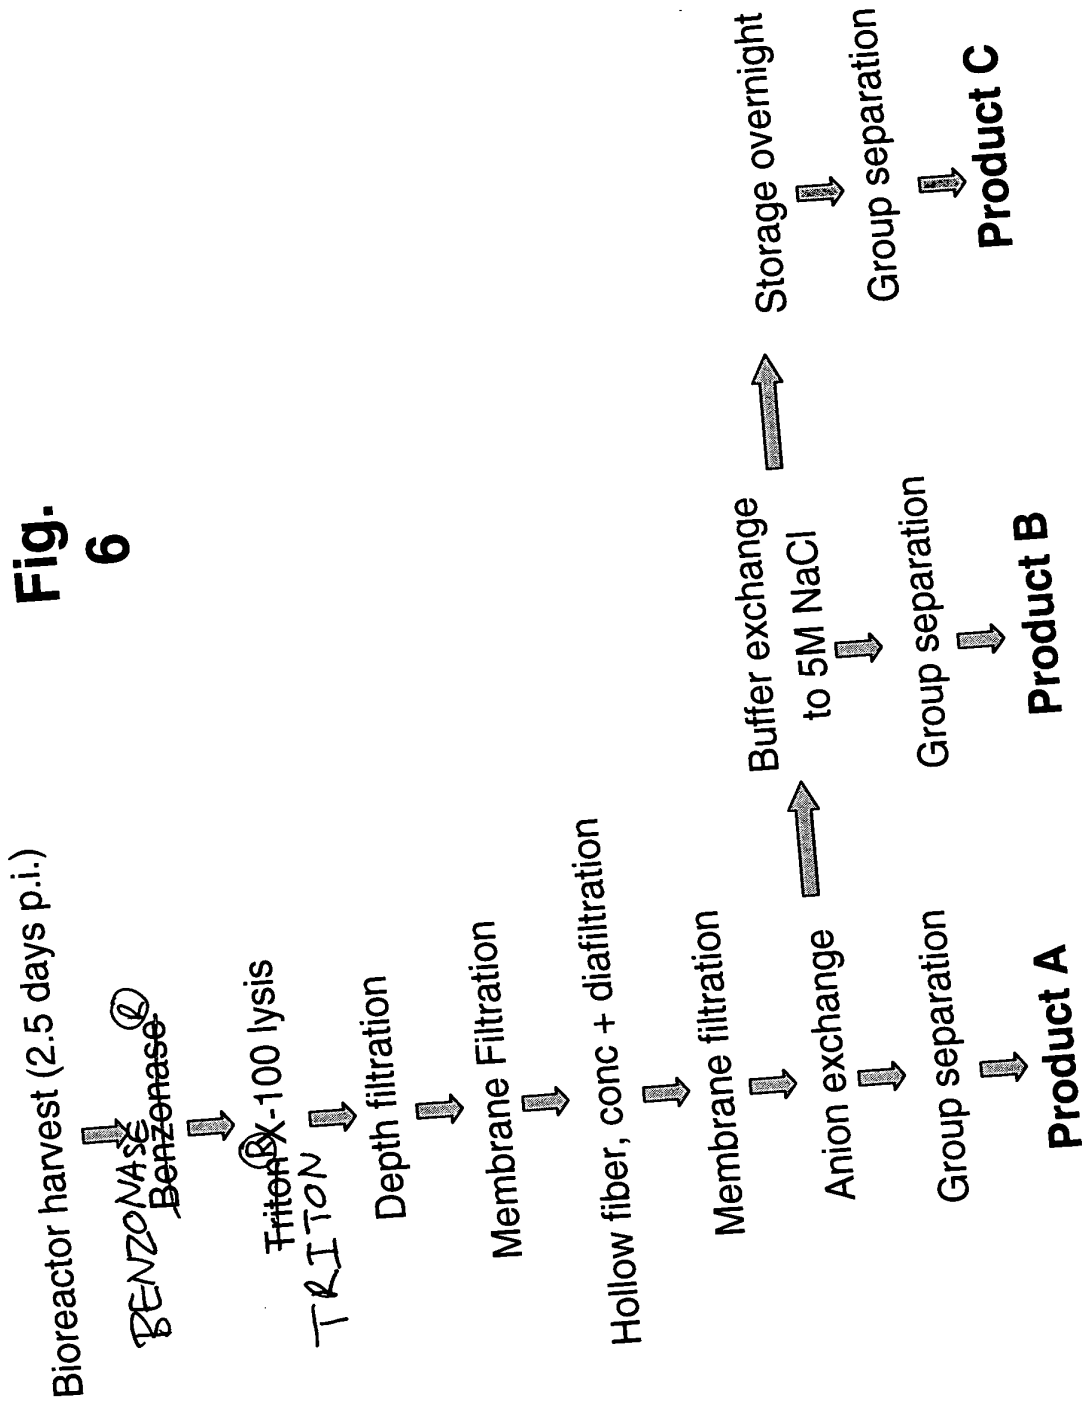 Fig.
6
Bioreactor harvest (2.5 days p.i.)
BENZONASE ®
Benzonase
Triton ® X-100 lysis
TRITON
Depth filtration
Membrane Filtration
Hollow fiber, conc + diafiltration
Membrane filtration
Anion exchange
Group separation
Product A
Buffer exchange
to 5M NaCl
Group separation
Product B
Storage overnight
Group separation
Product C